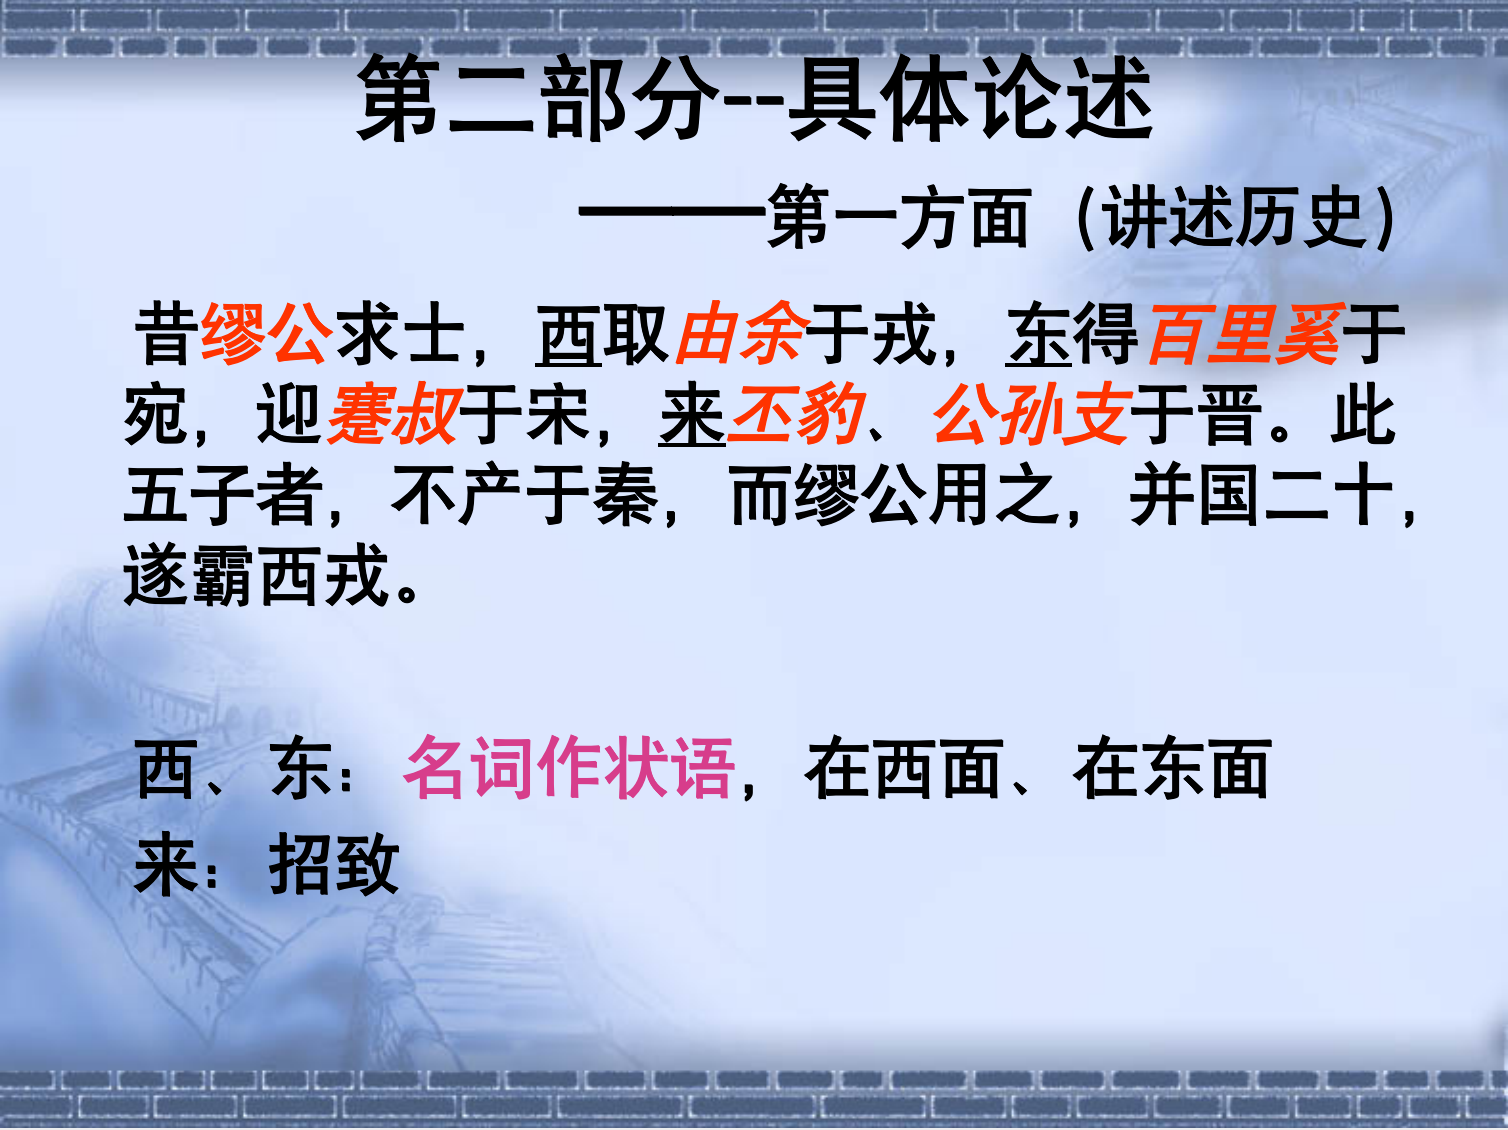 第二部分--具体论述
——第一方面（讲述历史）
昔缪公求士，西取由余于戎，东得百里奚于
宛，迎蹇叔于宋，来丕豹、公孙支于晋。此
五子者，不产于秦，而缪公用之，并国二十，
遂霸西戎。
西、东：名词作状语，在西面、在东面
来：招致